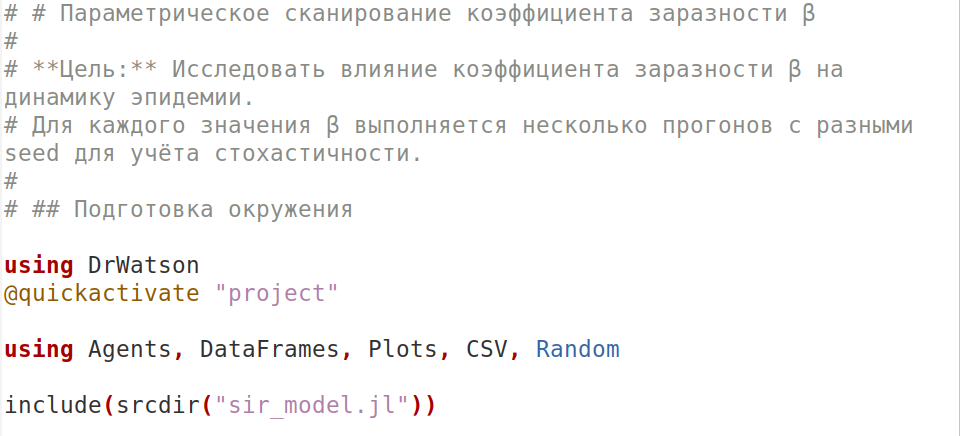 # # Параметрическое сканирование коэффициента заразности β
#
# **Цель:** Исследовать влияние коэффициента заразности β на
динамику эпидемии.
# Для каждого значения β выполняется несколько прогонов с разными
seed для учёта стохастичности.
#
# ## Подготовка окружения
using DrWatson
@quickactivate "project"
using Agents, DataFrames, Plots, CSV, Random
include(srcdir("sir_model.jl"))